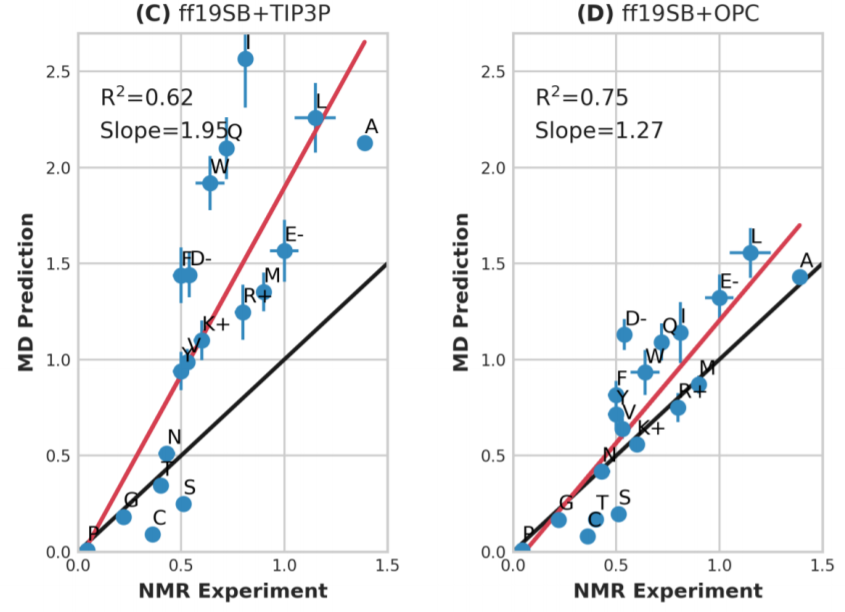 (C) ff19SB+TIP3P
R²=0.62
Slope=1.95
I
L
A
Q
W
F
D-
E-
M
R+
K+
V
Y
N
T
S
G
C
P
2.5
2.0
1.5
1.0
0.5
0.0
0.0 0.5 1.0 1.5
MD Prediction
NMR Experiment
(D) ff19SB+OPC
R²=0.75
Slope=1.27
L
A
E-
D-
Q
I
W
M
F
R+
Y
V
K+
N
T
S
G
C
P
2.5
2.0
1.5
1.0
0.5
0.0
0.0 0.5 1.0 1.5
MD Prediction
NMR Experiment